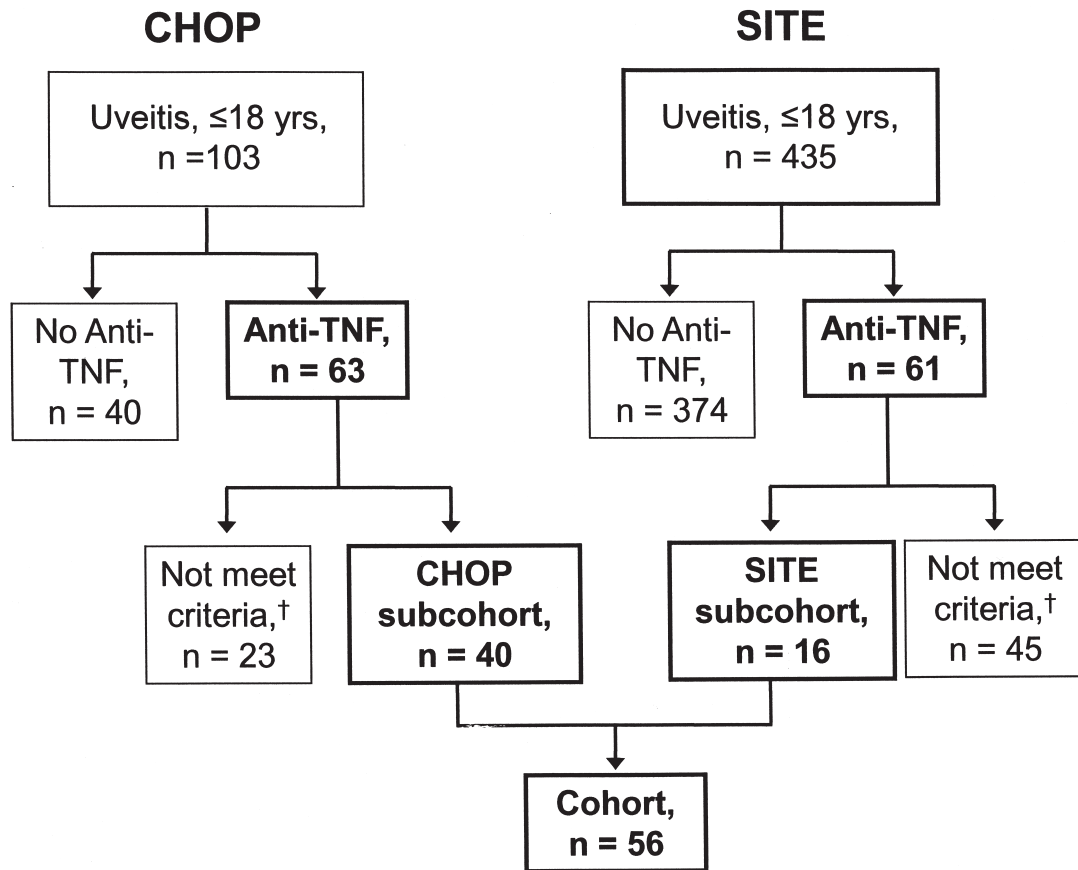 CHOP
SITE
Uveitis, ≤18 yrs,
n =103
Uveitis, ≤18 yrs,
n = 435
No Anti-
TNF,
n = 40
Anti-TNF,
n = 63
No Anti-
TNF,
n = 374
Anti-TNF,
n = 61
Not meet
criteria,†
n = 23
CHOP
subcohort,
n = 40
SITE
subcohort,
n = 16
Not meet
criteria,†
n = 45
Cohort,
n = 56